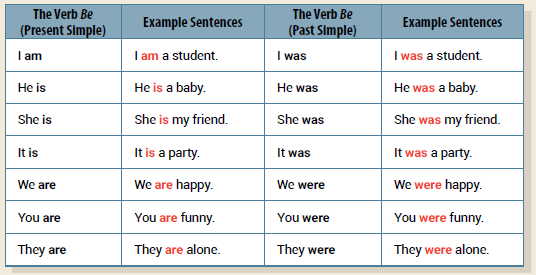 The Verb Be (Present Simple) Example Sentences The Verb Be (Past Simple) Example Sentences
I am I am a student. I was I was a student.
He is He is a baby. He was He was a baby.
She is She is my friend. She was She was my friend.
It is It is a party. It was It was a party.
We are We are happy. We were We were happy.
You are You are funny. You were You were funny.
They are They are alone. They were They were alone.